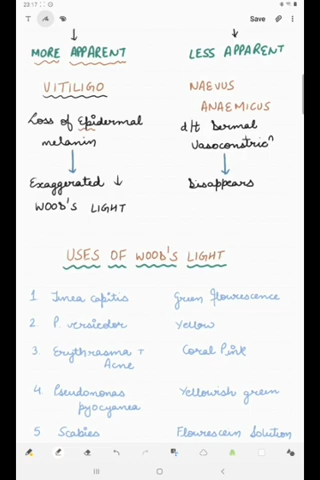 22:17
Save
MORE APPARENT
LESS APPARENT
VITILIGO
NAEVUS
ANAEMICUS
Loss of Epidermal
melanin
d/t Dermal
Vasoconstricn
Exaggerated ↓
WOOD'S LIGHT
Disappears
USES OF WOOD'S LIGHT
1. Tinea capitis Green flourescence
2. P. versicolor Yellow
3. Erythrasma + Coral Pink
Acne
4 Pseudomonas Yellowish green
pyocyanea
5 Scabies Flourescein Solution